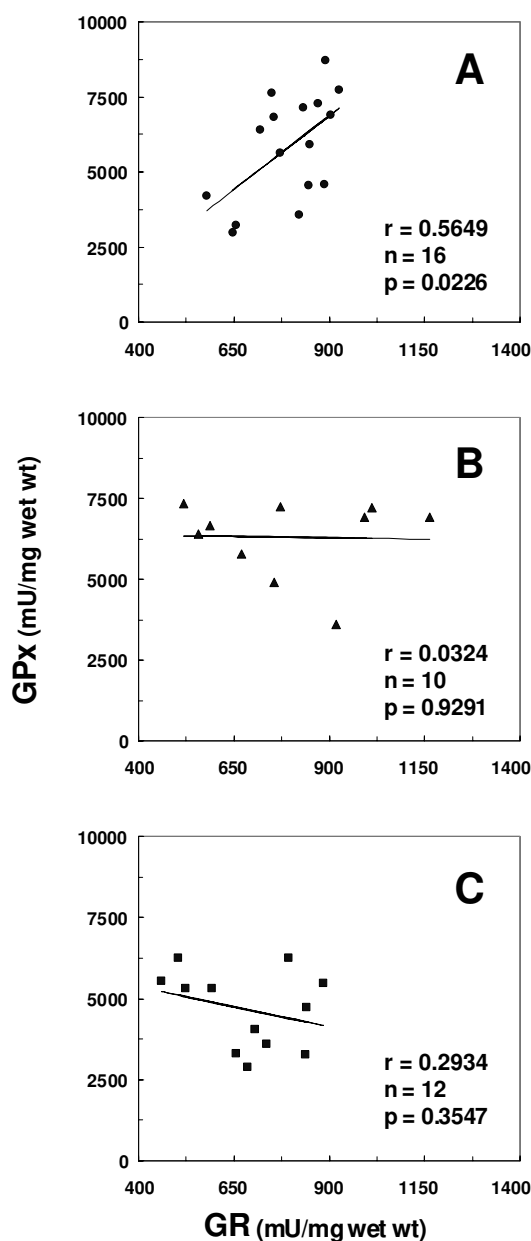 10000
A
7500
5000
2500
r = 0.5649
n = 16
p = 0.0226
0
400 650 900 1150 1400
10000
B
7500
5000
2500
r = 0.0324
n = 10
p = 0.9291
0
400 650 900 1150 1400
GPx (mU/mg wet wt)
10000
C
7500
5000
2500
r = 0.2934
n = 12
p = 0.3547
0
400 650 900 1150 1400
GR (mU/mg wet wt)